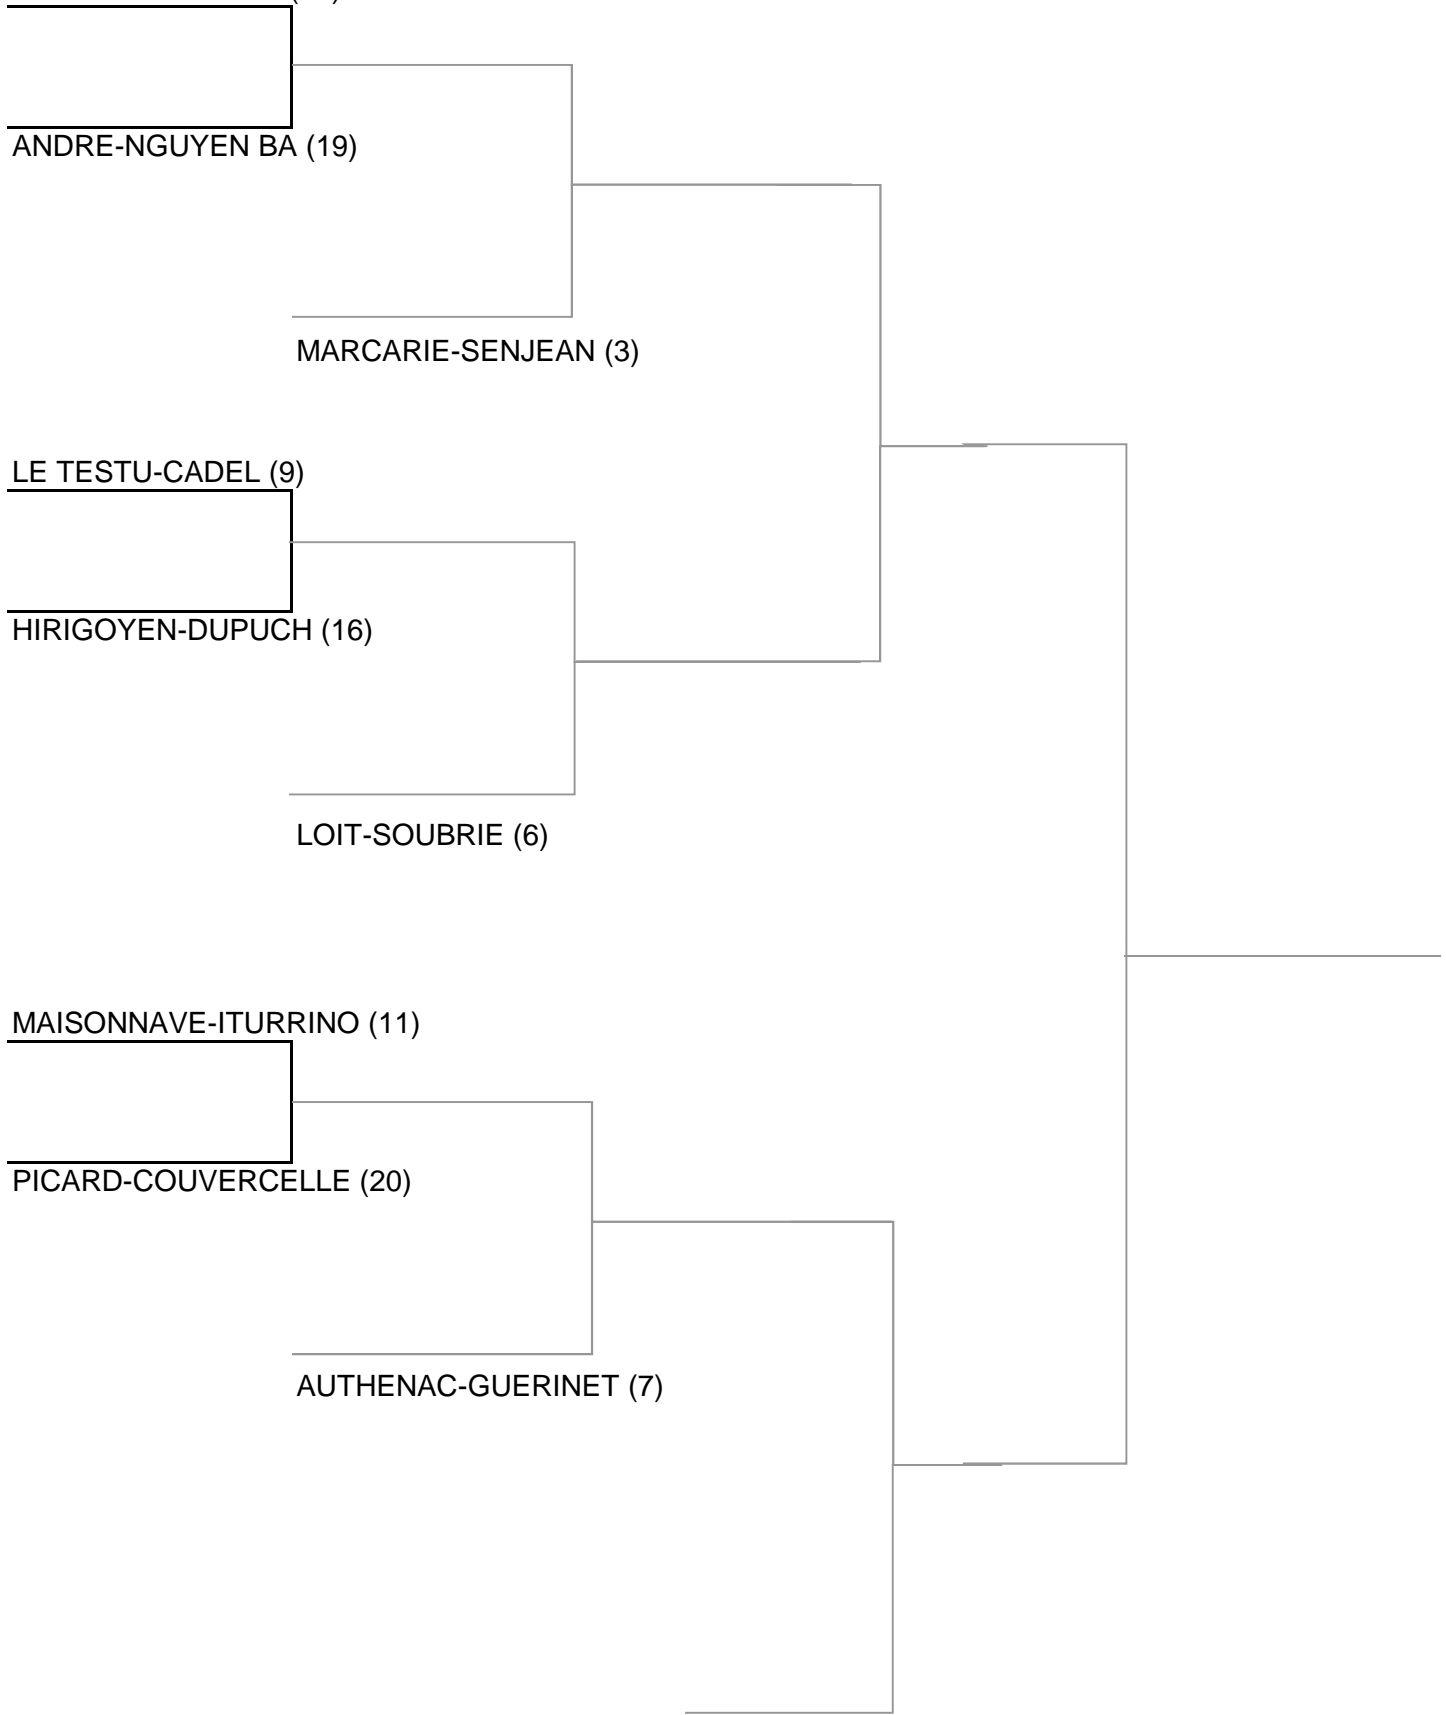 ANDRE-NGUYEN BA (19)
MARCARIE-SENJEAN (3)
LE TESTU-CADEL (9)
HIRIGOYEN-DUPUCH (16)
LOIT-SOUBRIE (6)
MAISONNAVE-ITURRINO (11)
PICARD-COUVERCELLE (20)
AUTHENAC-GUERINET (7)